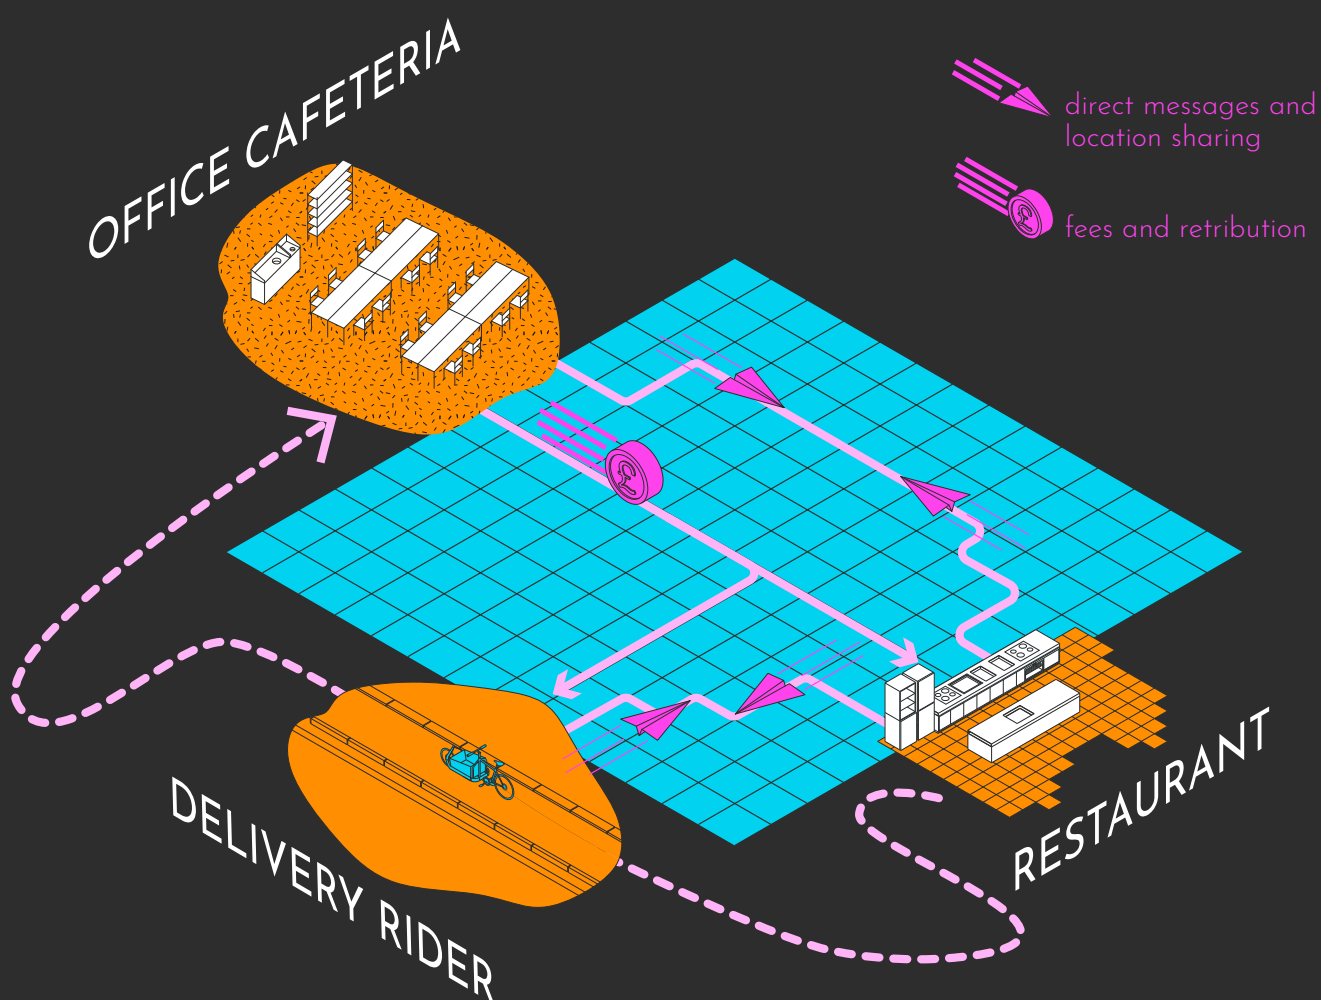 OFFICE CAFETERIA
direct messages and
location sharing
£
fees and retribution
£
DELIVERY RIDER
RESTAURANT